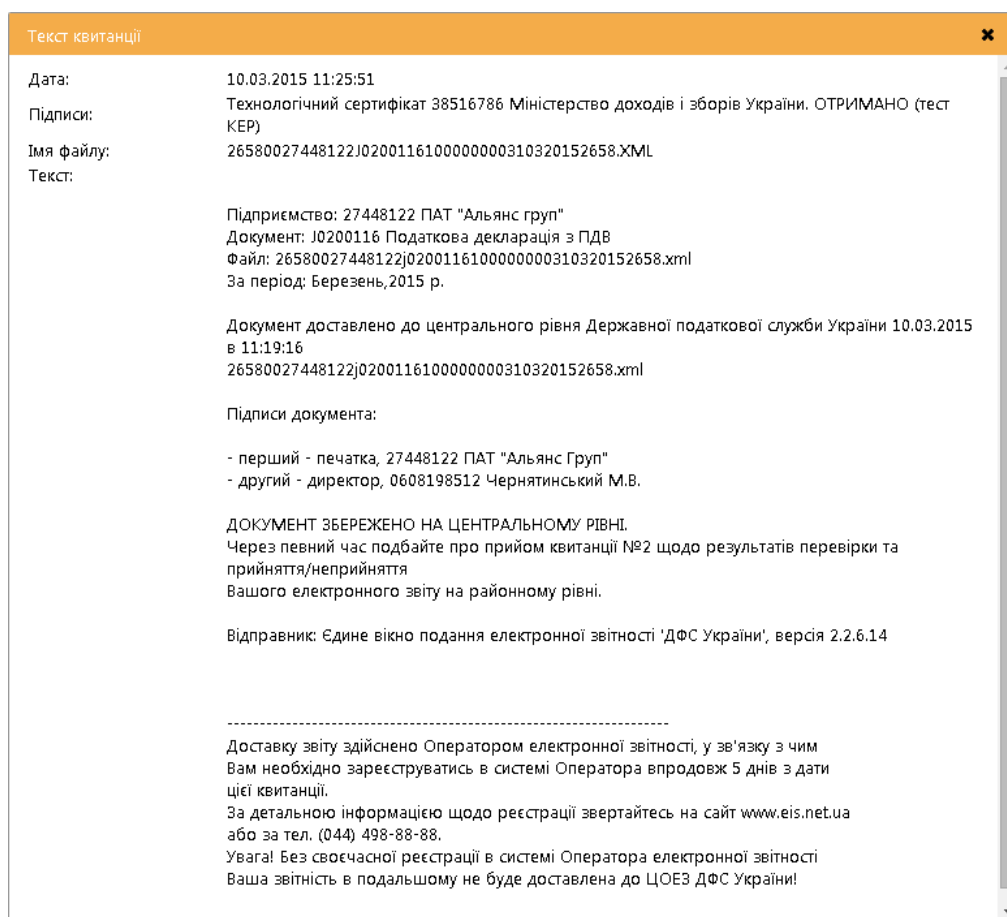 Текст квитанції
Дата: 10.03.2015 11:25:51
Підписи: Технологічний сертифікат 38516786 Міністерство доходів і зборів України. ОТРИМАНО (тест
КЕР)
Імя файлу: 26580027448122J0200116100000000310320152658.XML
Текст:
Підприємство: 27448122 ПАТ "Альянс груп"
Документ: J0200116 Податкова декларація з ПДВ
Файл: 26580027448122j0200116100000000310320152658.xml
За період: Березень,2015 р.
Документ доставлено до центрального рівня Державної податкової служби України 10.03.2015
в 11:19:16
26580027448122j0200116100000000310320152658.xml
Підписи документа:
- перший - печатка, 27448122 ПАТ "Альянс Груп"
- другий - директор, 0608198512 Чернятинський М.В.
ДОКУМЕНТ ЗБЕРЕЖЕНО НА ЦЕНТРАЛЬНОМУ РІВНІ.
Через певний час подбайте про прийом квитанції №2 щодо результатів перевірки та
прийняття/неприйняття
Вашого електронного звіту на районному рівні.
Відправник: Єдине вікно подання електронної звітності 'ДФС України', версія 2.2.6.14
--------------------------------------------------------------------
Доставку звіту здійснено Оператором електронної звітності, у зв'язку з чим
Вам необхідно зареєструватись в системі Оператора впродовж 5 днів з дати
цієї квитанції.
За детальною інформацією щодо реєстрації звертайтесь на сайт www.eis.net.ua
або за тел. (044) 498-88-88.
Увага! Без своєчасної реєстрації в системі Оператора електронної звітності
Ваша звітність в подальшому не буде доставлена до ЦОЕЗ ДФС України!